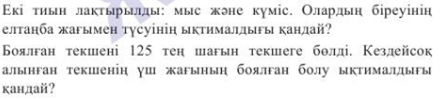 Екі тиын лақтырылды: мыс және күміс. Олардың біреуінің
елтаңба жағымен түсуінің ықтималдығы қандай?
Боялған текшені 125 тең шағын текшеге бөлді. Кездейсоқ
алынған текшенің үш жағының боялған болу ықтималдығы
қандай?